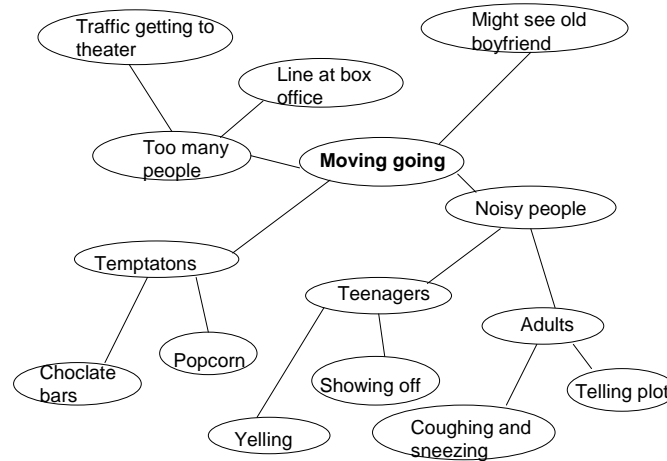 Traffic getting to
theater
Might see old
boyfriend
Line at box
office
Too many
people
Moving going
Noisy people
Temptatons
Teenagers
Adults
Popcorn
Choclate
bars
Showing off
Telling plot
Yelling
Coughing and
sneezing